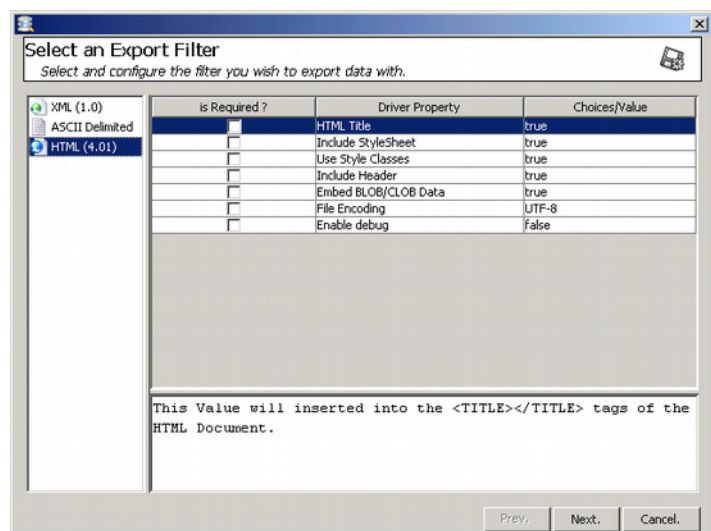 Select an Export Filter
Select and configure the filter you wish to export data with.
XML (1.0)
ASCII Delimited
HTML (4.01)
is Required ? Driver Property Choices/Value
HTML Title true
Include StyleSheet true
Use Style Classes true
Include Header true
Embed BLOB/CLOB Data true
File Encoding UTF-8
Enable debug false
This Value will inserted into the <TITLE></TITLE> tags of the
HTML Document.
Prev. Next. Cancel.